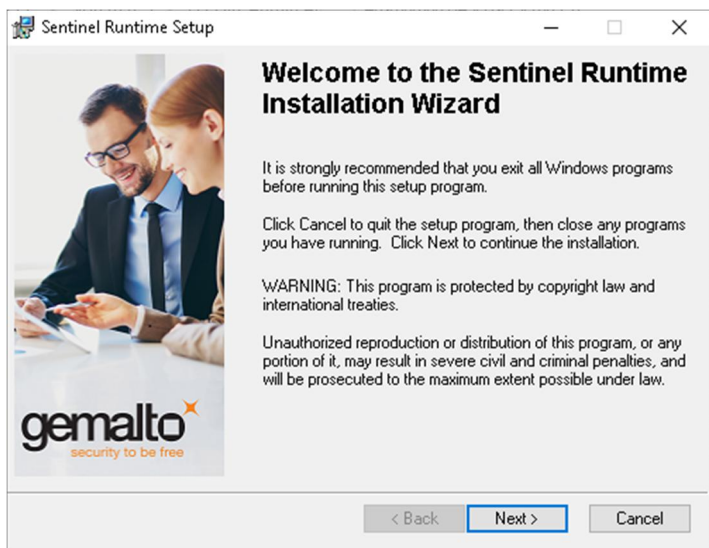 Sentinel Runtime Setup
Welcome to the Sentinel Runtime
Installation Wizard
It is strongly recommended that you exit all Windows programs
before running this setup program.
Click Cancel to quit the setup program, then close any programs
you have running. Click Next to continue the installation.
WARNING: This program is protected by copyright law and
international treaties.
Unauthorized reproduction or distribution of this program, or any
portion of it, may result in severe civil and criminal penalties, and
will be prosecuted to the maximum extent possible under law.
gemalto
security to be free
< Back Next > Cancel